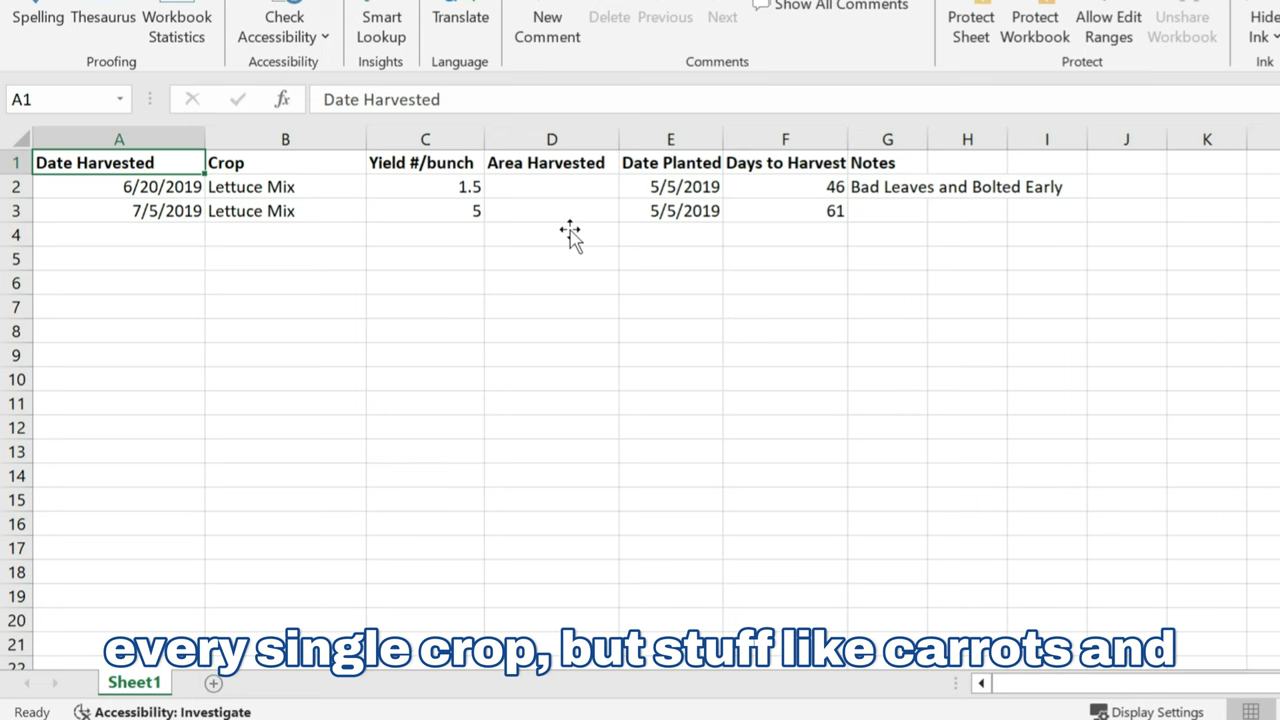 Show All Comments
Spelling Thesaurus Workbook Statistics Check Accessibility Smart Lookup Translate New Comment Delete Previous Next Protect Sheet Protect Workbook Allow Edit Ranges Unshare Workbook Hide Ink
Proofing Accessibility Insights Language Comments Protect Ink
A1 fx Date Harvested
A B C D E F G H I J K
1 Date Harvested Crop Yield #/bunch Area Harvested Date Planted Days to Harvest Notes
2 6/20/2019 Lettuce Mix 1.5 5/5/2019 46 Bad Leaves and Bolted Early
3 7/5/2019 Lettuce Mix 5 5/5/2019 61
4
5
6
7
8
9
10
11
12
13
14
15
16
17
18
19
20
21
22
every single crop, but stuff like carrots and
Sheet1
Ready Accessibility: Investigate Display Settings